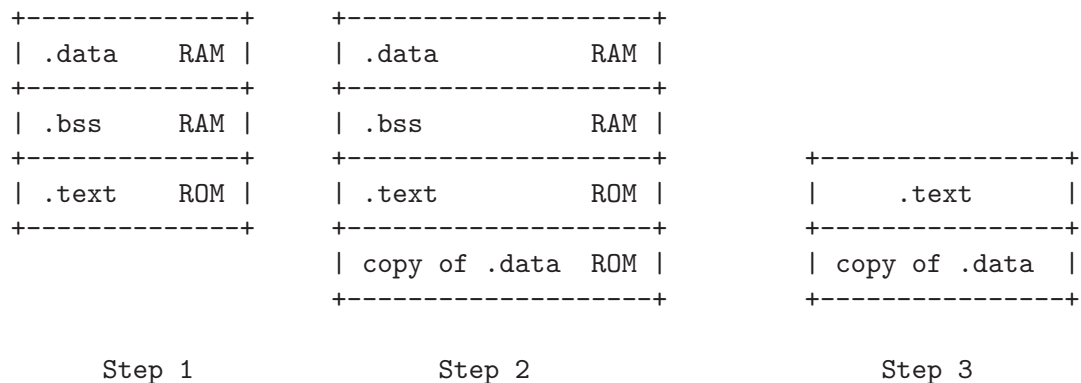 +--------------+     +---------------------+
| .data    RAM |     | .data           RAM |
+--------------+     +---------------------+
| .bss     RAM |     | .bss            RAM |
+--------------+     +---------------------+         +----------------+
| .text    ROM |     | .text           ROM |         |     .text      |
+--------------+     +---------------------+         +----------------+
                     | copy of .data  ROM |         | copy of .data  |
                     +---------------------+         +----------------+
      Step 1                Step 2                        Step 3